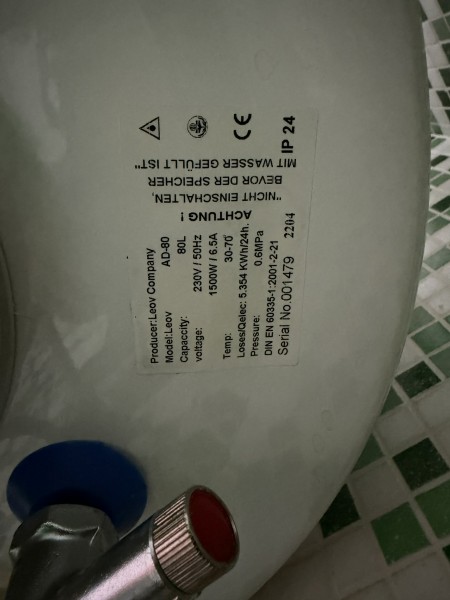 Producer:Leov Company
Model:Leov AD-80
Capaccity: 80L
voltage: 230V / 50Hz
1500W / 6.5A
Temp: 30-70°
Loses/Qelec: 5.354 KWh/24h.
Pressure: 0.6MPa
DIN EN 60335-1:2001-2-21
Serial No.001479 2204
ACHTUNG !
"NICHT EINSCHALTEN,
BEVOR DER SPEICHER
MIT WASSER GEFÜLLT IST"
CE
IP 24